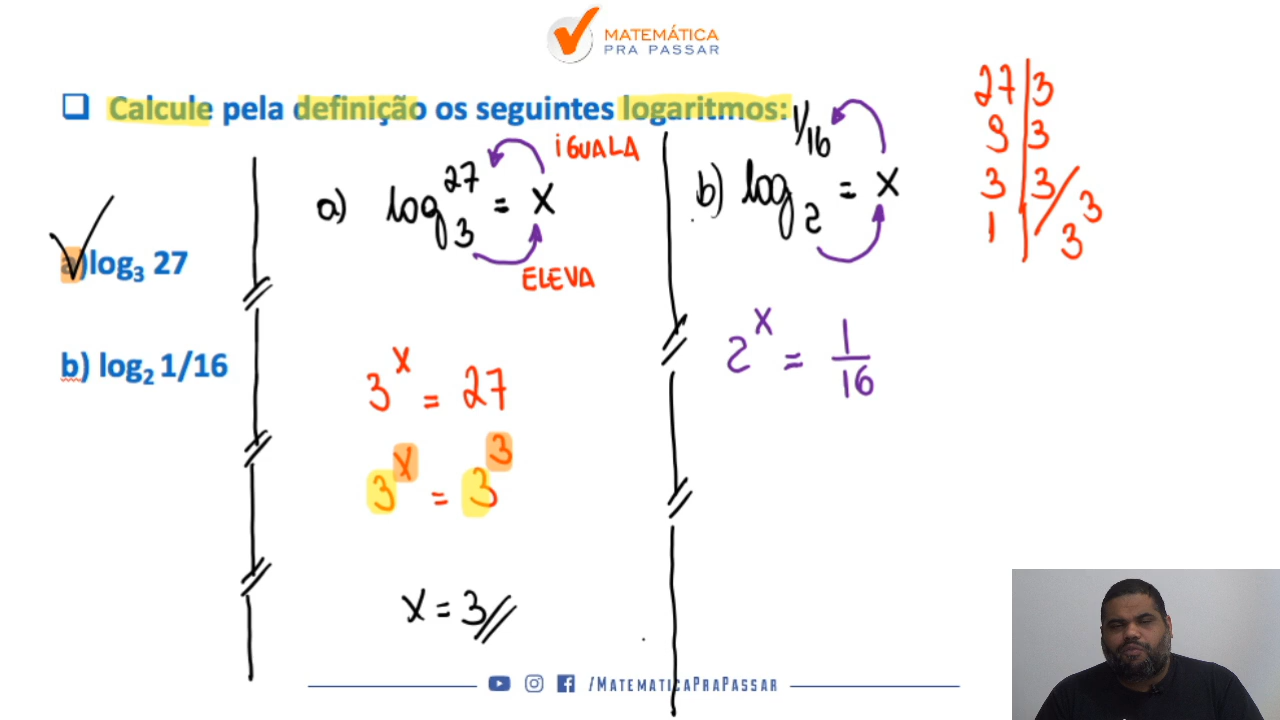 MATEMÁTICA
PRA PASSAR
Calcule pela definição os seguintes logaritmos:
a) log₃ 27
b) log₂ 1/16
a) log₃ 27 = x
IGUALA
ELEVA
3ˣ = 27
3ˣ = 3³
x = 3//
b) log₂ 1/16 = x
2ˣ = 1/16
27 | 3
9 | 3
3 | 3
1 | 3³
/MATEMATICAPRAPASSAR